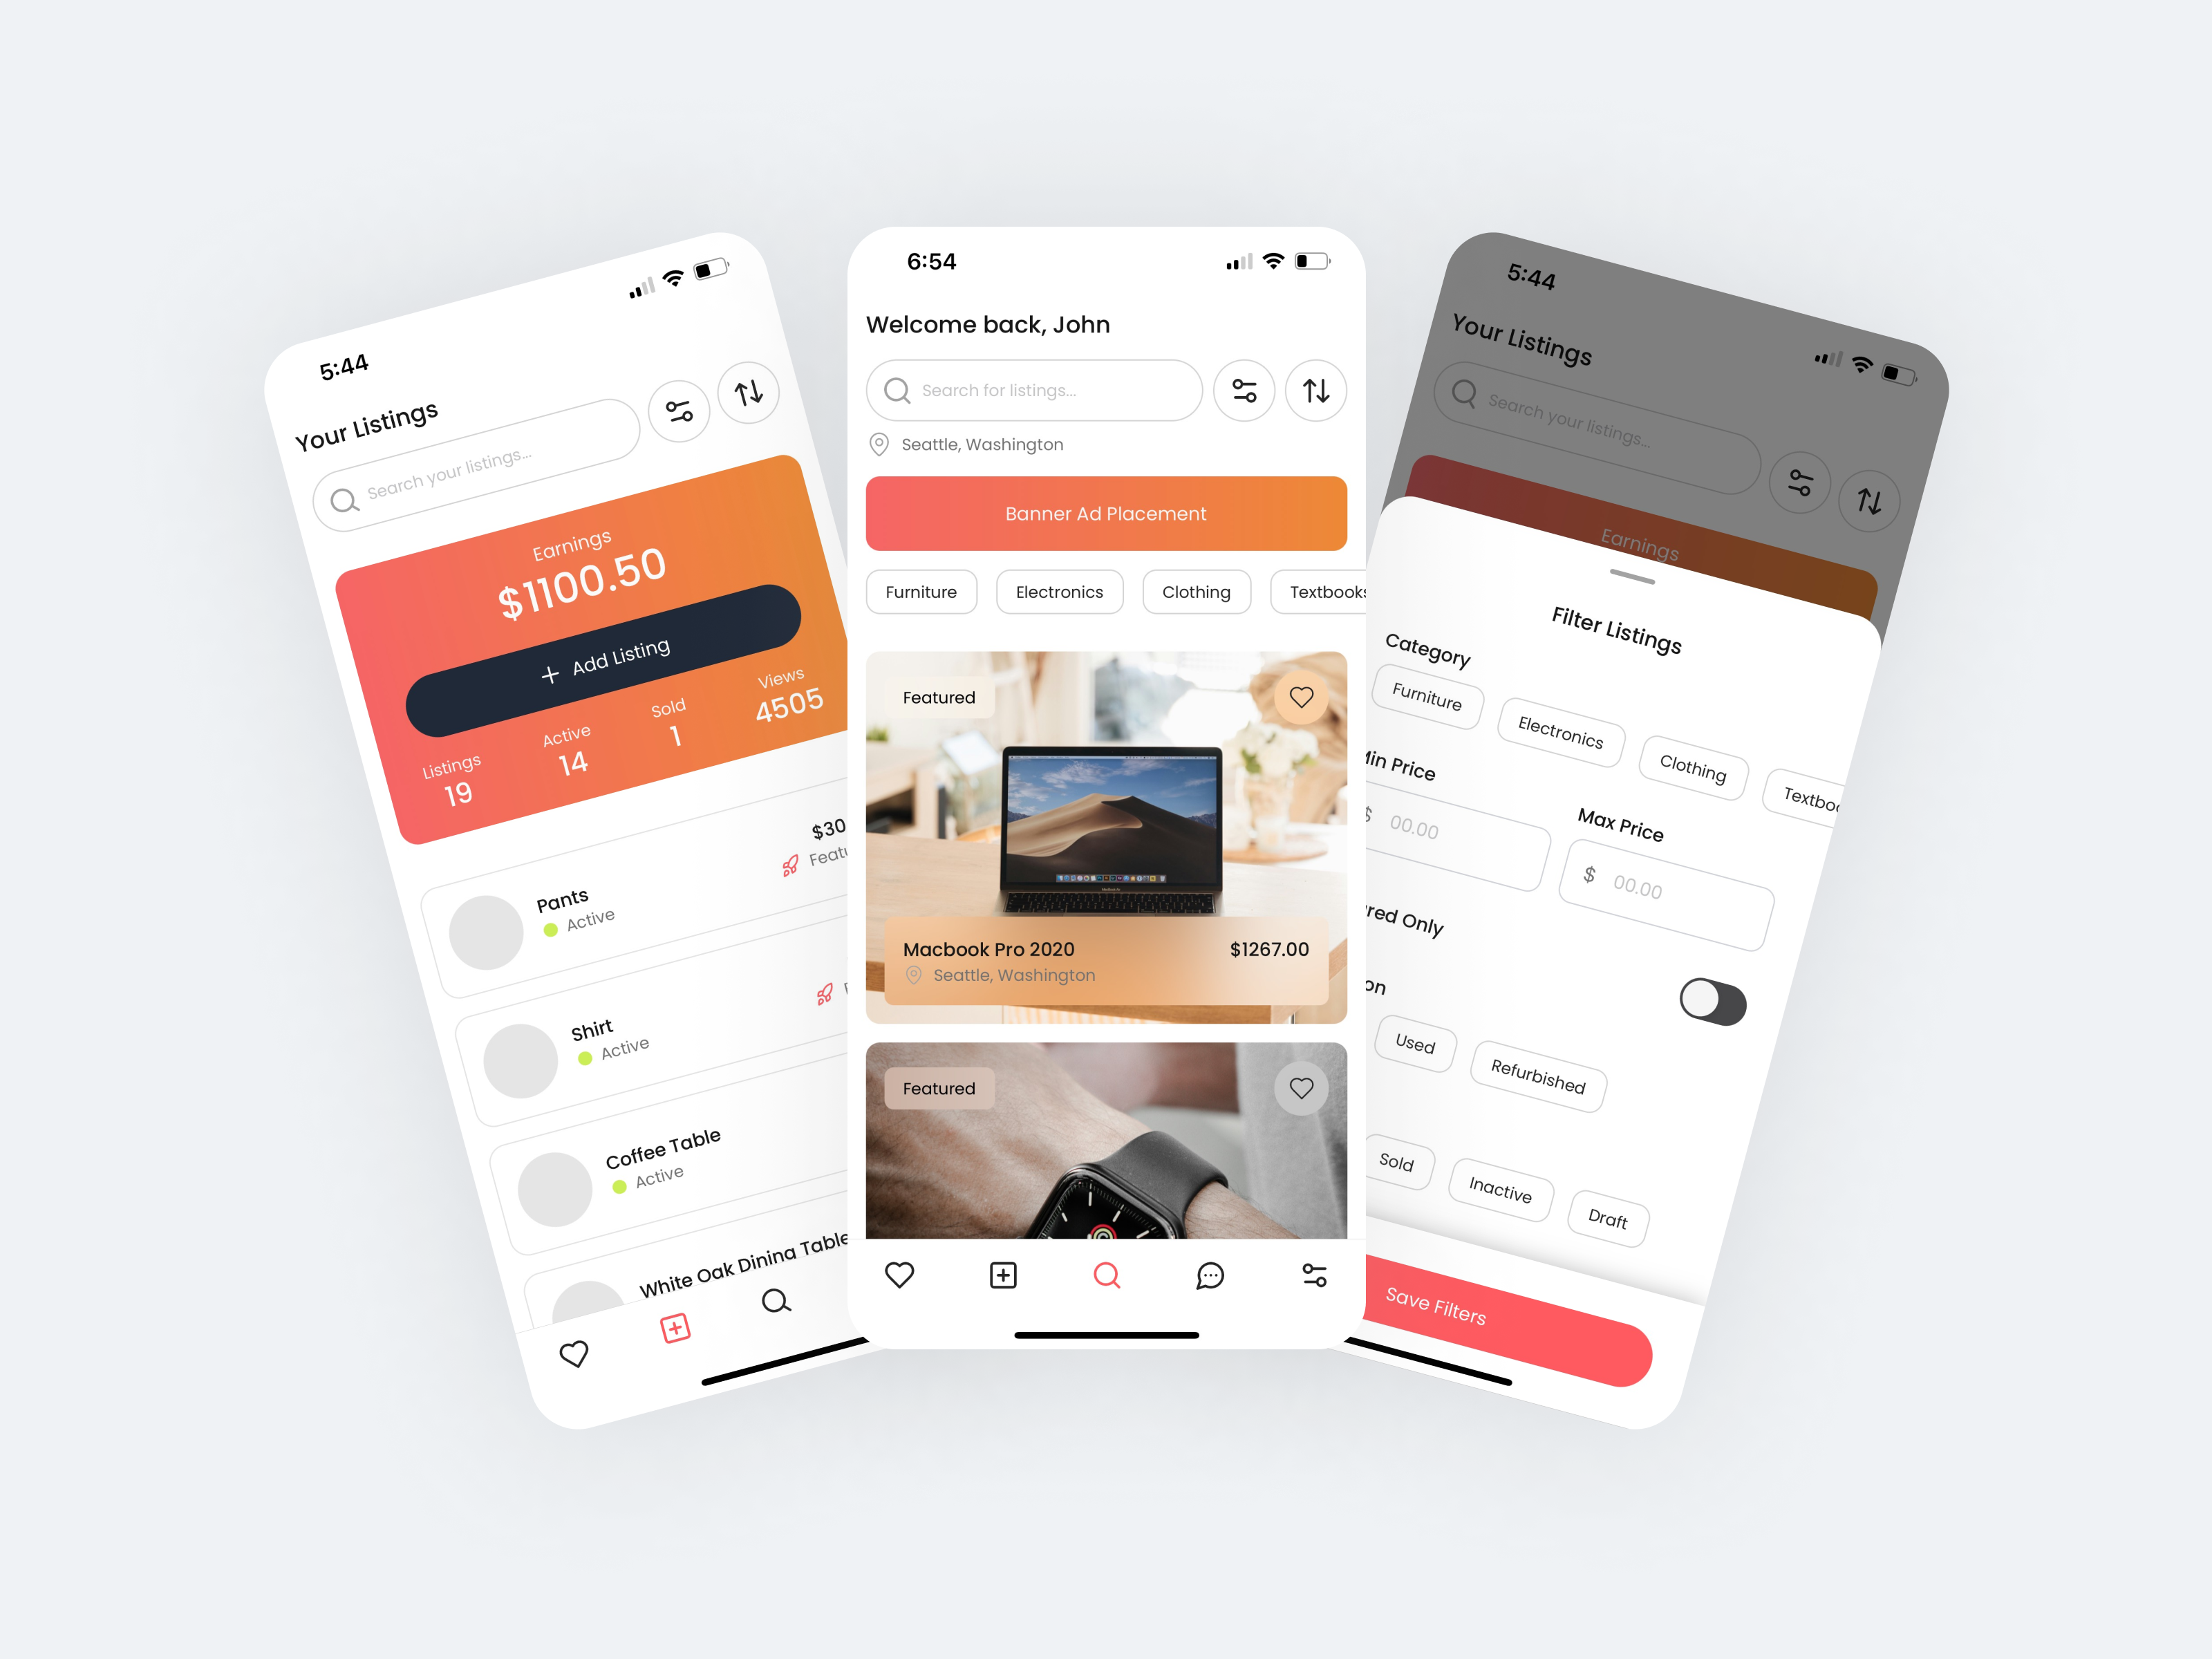 5:44
Your Listings
Search your listings...
Earnings
$1100.50
Add Listing
Listings
19
Active
14
Sold
1
Views
4505
Pants
Active
$30
Shirt
Active
Coffee Table
Active
White Oak Dining Table
6:54
Welcome back, John
Search for listings...
Seattle, Washington
Banner Ad Placement
Furniture
Electronics
Clothing
Textbooks
Featured
Macbook Pro 2020
$1267.00
Seattle, Washington
Featured
5:44
Your Listings
Search your listings...
Earnings
Filter Listings
Category
Furniture
Electronics
Clothing
Textboo
Min Price
$ 00.00
Max Price
$ 00.00
Only
Used
Refurbished
Sold
Inactive
Draft
Save Filters